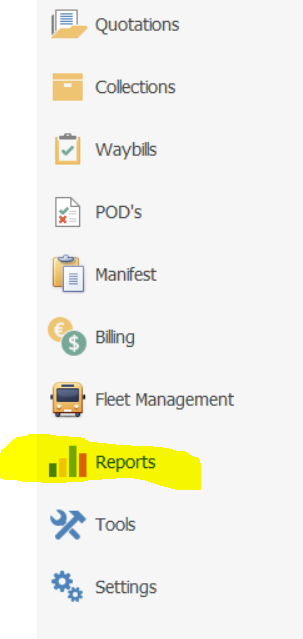 Quotations
Collections
Waybills
POD's
Manifest
Billing
Fleet Management
Reports
Tools
Settings